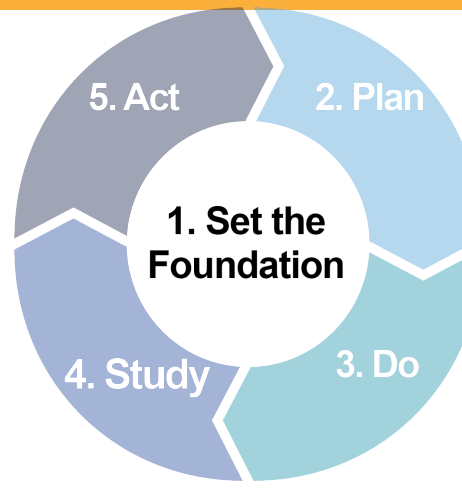 1. Set the
Foundation
2. Plan
3. Do
4. Study
5. Act